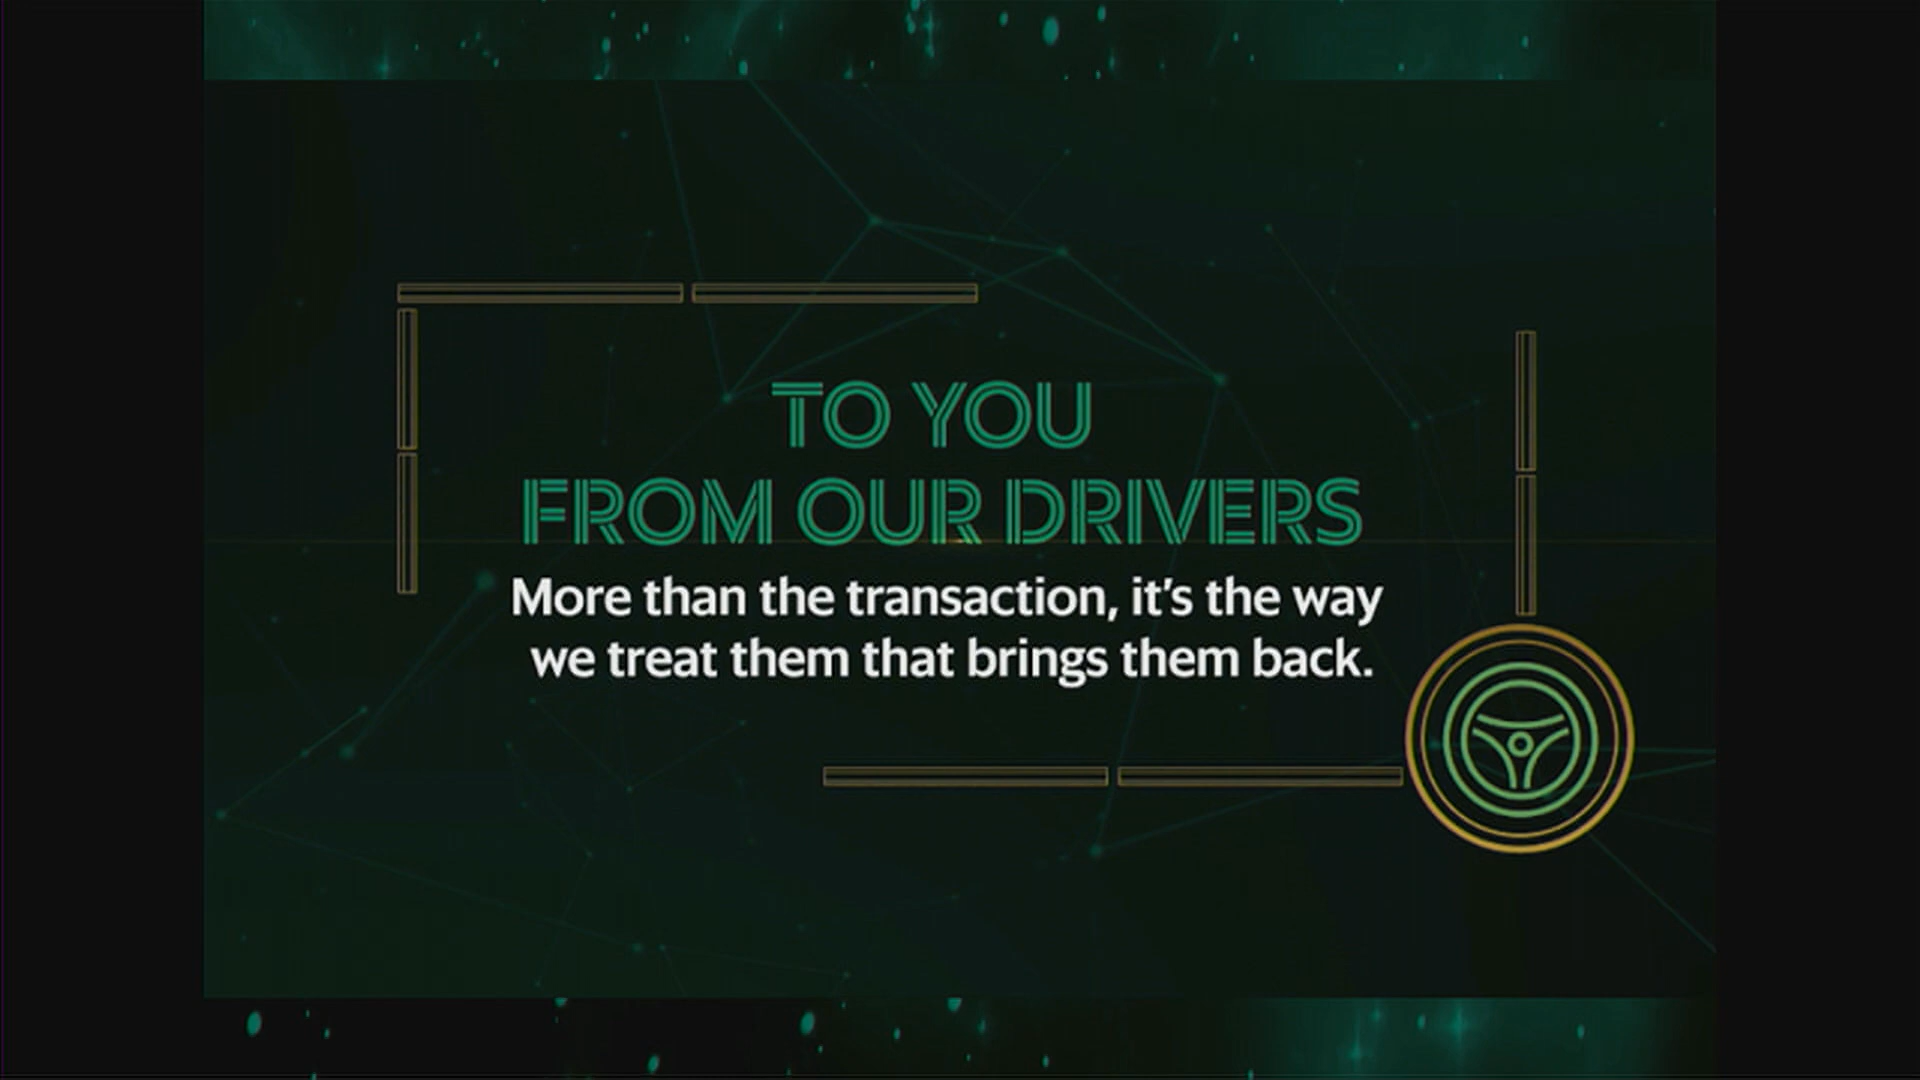 TO YOU
FROM OUR DRIVERS
More than the transaction, it's the way
we treat them that brings them back.